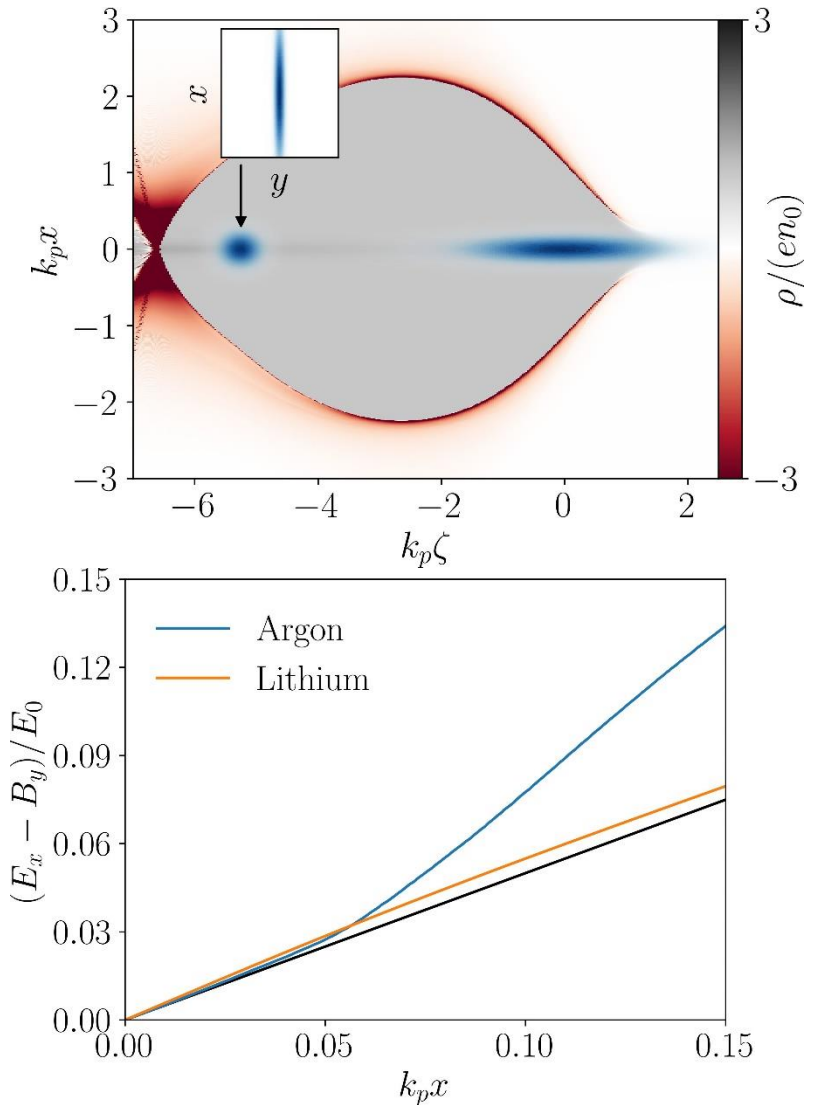 3
2
1
0
−1
−2
−3
k_p x
x
y
−6
−4
−2
0
2
k_p ζ
3
−3
ρ/(en_0)
0.15
0.12
0.09
0.06
0.03
0.00
(E_x − B_y)/E_0
Argon
Lithium
0.00
0.05
0.10
0.15
k_p x